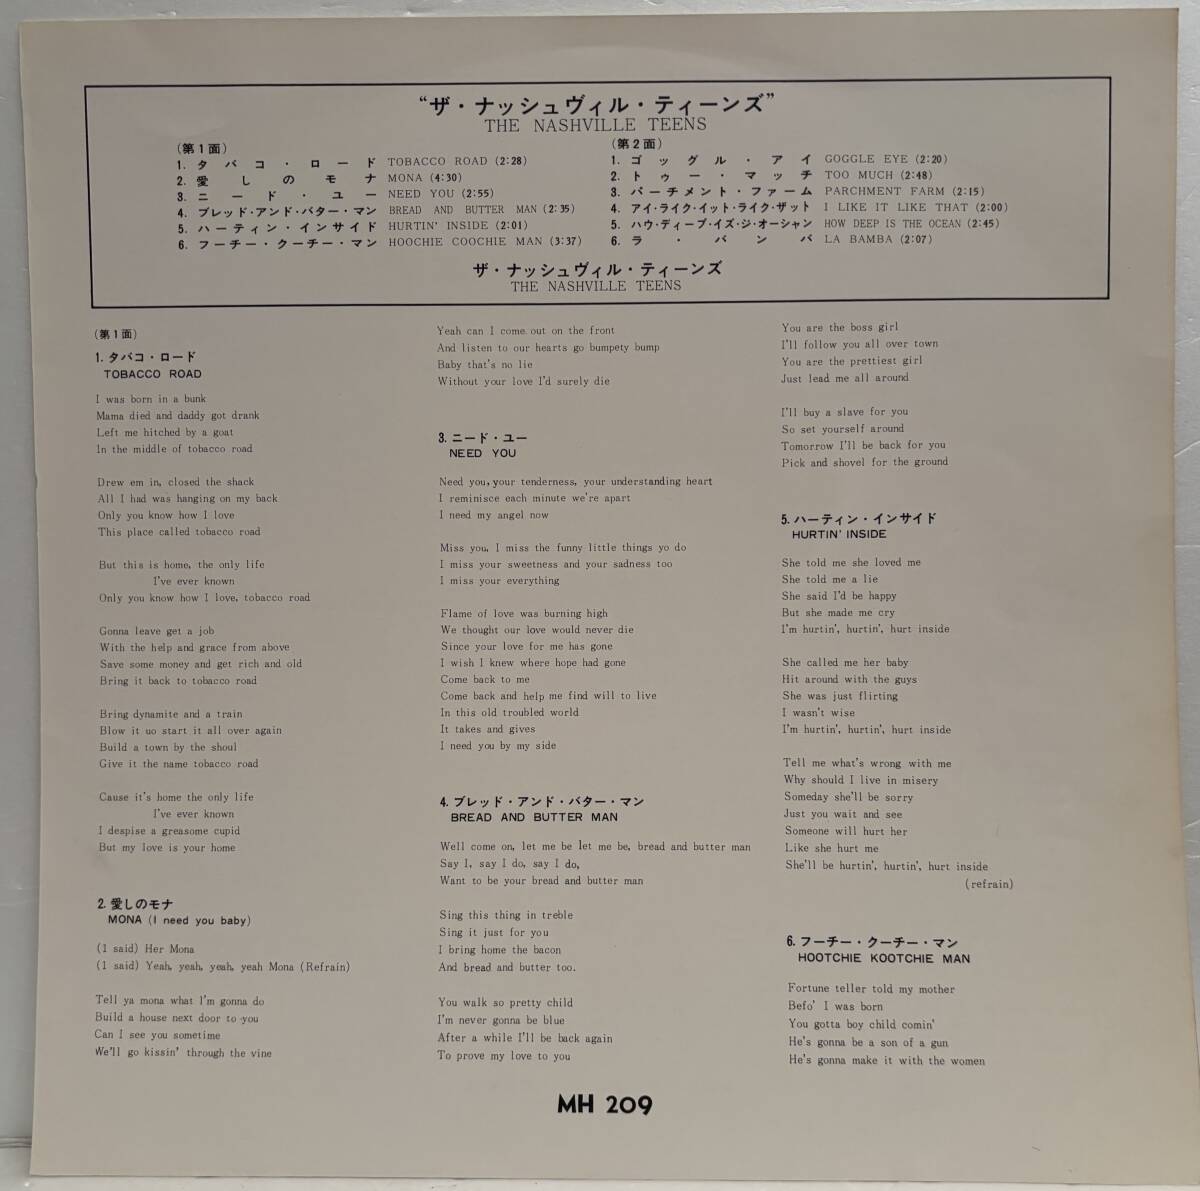 “ザ・ナッシュヴィル・ティーンズ”
THE NASHVILLE TEENS
(第1面)
1. タバコ・ロード TOBACCO ROAD (2:28)
2. 愛しのモナ MONA (4:30)
3. ニード・ユー NEED YOU (2:55)
4. ブレッド・アンド・バター・マン BREAD AND BUTTER MAN (2:35)
5. ハーティン・インサイド HURTIN' INSIDE (2:01)
6. フーチー・クーチー・マン HOOCHIE COOCHIE MAN (3:37)
(第2面)
1. ゴッグル・アイ GOGGLE EYE (2:20)
2. トゥー・マッチ TOO MUCH (2:48)
3. パーチメント・ファーム PARCHMENT FARM (2:15)
4. アイ・ライク・イット・ライク・ザット I LIKE IT LIKE THAT (2:00)
5. ハウ・ディープ・イズ・ジ・オーシャン HOW DEEP IS THE OCEAN (2:45)
6. ラ・バンバ LA BAMBA (2:07)
ザ・ナッシュヴィル・ティーンズ
THE NASHVILLE TEENS
(第1面)
1. タバコ・ロード
TOBACCO ROAD
I was born in a bunk
Mama died and daddy got drank
Left me hitched by a goat
In the middle of tobacco road
Drew em in, closed the shack
All I had was hanging on my back
Only you know how I love
This place called tobacco road
But this is home, the only life
I've ever known
Only you know how I love, tobacco road
Gonna leave get a job
With the help and grace from above
Save some money and get rich and old
Bring it back to tobacco road
Bring dynamite and a train
Blow it uo start it all over again
Build a town by the shoul
Give it the name tobacco road
Cause it's home the only life
I've ever known
I despise a greasome cupid
But my love is your home
2. 愛しのモナ
MONA (I need you baby)
(I said) Her Mona
(I said) Yeah, yeah, yeah, yeah Mona (Refrain)
Tell ya mona what I'm gonna do
Build a house next door to you
Can I see you sometime
We'll go kissin' through the vine
Yeah can I come out on the front
And listen to our hearts go bumpety bump
Baby that's no lie
Without your love I'd surely die
3. ニード・ユー
NEED YOU
Need you, your tenderness, your understanding heart
I reminisce each minute we're apart
I need my angel now
Miss you, I miss the funny little things yo do
I miss your sweetness and your sadness too
I miss your everything
Flame of love was burning high
We thought our love would never die
Since your love for me has gone
I wish I knew where hope had gone
Come back to me
Come back and help me find will to live
In this old troubled world
It takes and gives
I need you by my side
4. ブレッド・アンド・バター・マン
BREAD AND BUTTER MAN
Well come on, let me be let me be, bread and butter man
Say I, say I do, say I do,
Want to be your bread and butter man
Sing this thing in treble
Sing it just for you
I bring home the bacon
And bread and butter too.
You walk so pretty child
I'm never gonna be blue
After a while I'll be back again
To prove my love to you
You are the boss girl
I'll follow you all over town
You are the prettiest girl
Just lead me all around
I'll buy a slave for you
So set yourself around
Tomorrow I'll be back for you
Pick and shovel for the ground
5. ハーティン・インサイド
HURTIN' INSIDE
She told me she loved me
She told me a lie
She said I'd be happy
But she made me cry
I'm hurtin', hurtin', hurt inside
She called me her baby
Hit around with the guys
She was just flirting
I wasn't wise
I'm hurtin', hurtin', hurt inside
Tell me what's wrong with me
Why should I live in misery
Someday she'll be sorry
Just you wait and see
Someone will hurt her
Like she hurt me
She'll be hurtin', hurtin', hurt inside
(refrain)
6. フーチー・クーチー・マン
HOOTCHIE KOOTCHIE MAN
Fortune teller told my mother
Befo' I was born
You gotta boy child comin'
He's gonna be a son of a gun
He's gonna make it with the women
MH 209